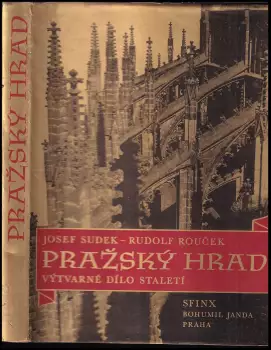 PRAŽSKÝ HRAD
JOSEF SUDEK – RUDOLF ROUČEK
PRAŽSKÝ HRAD
VÝTVARNÉ DÍLO STALETÍ
SFINX
BOHUMIL JANDA
PRAHA